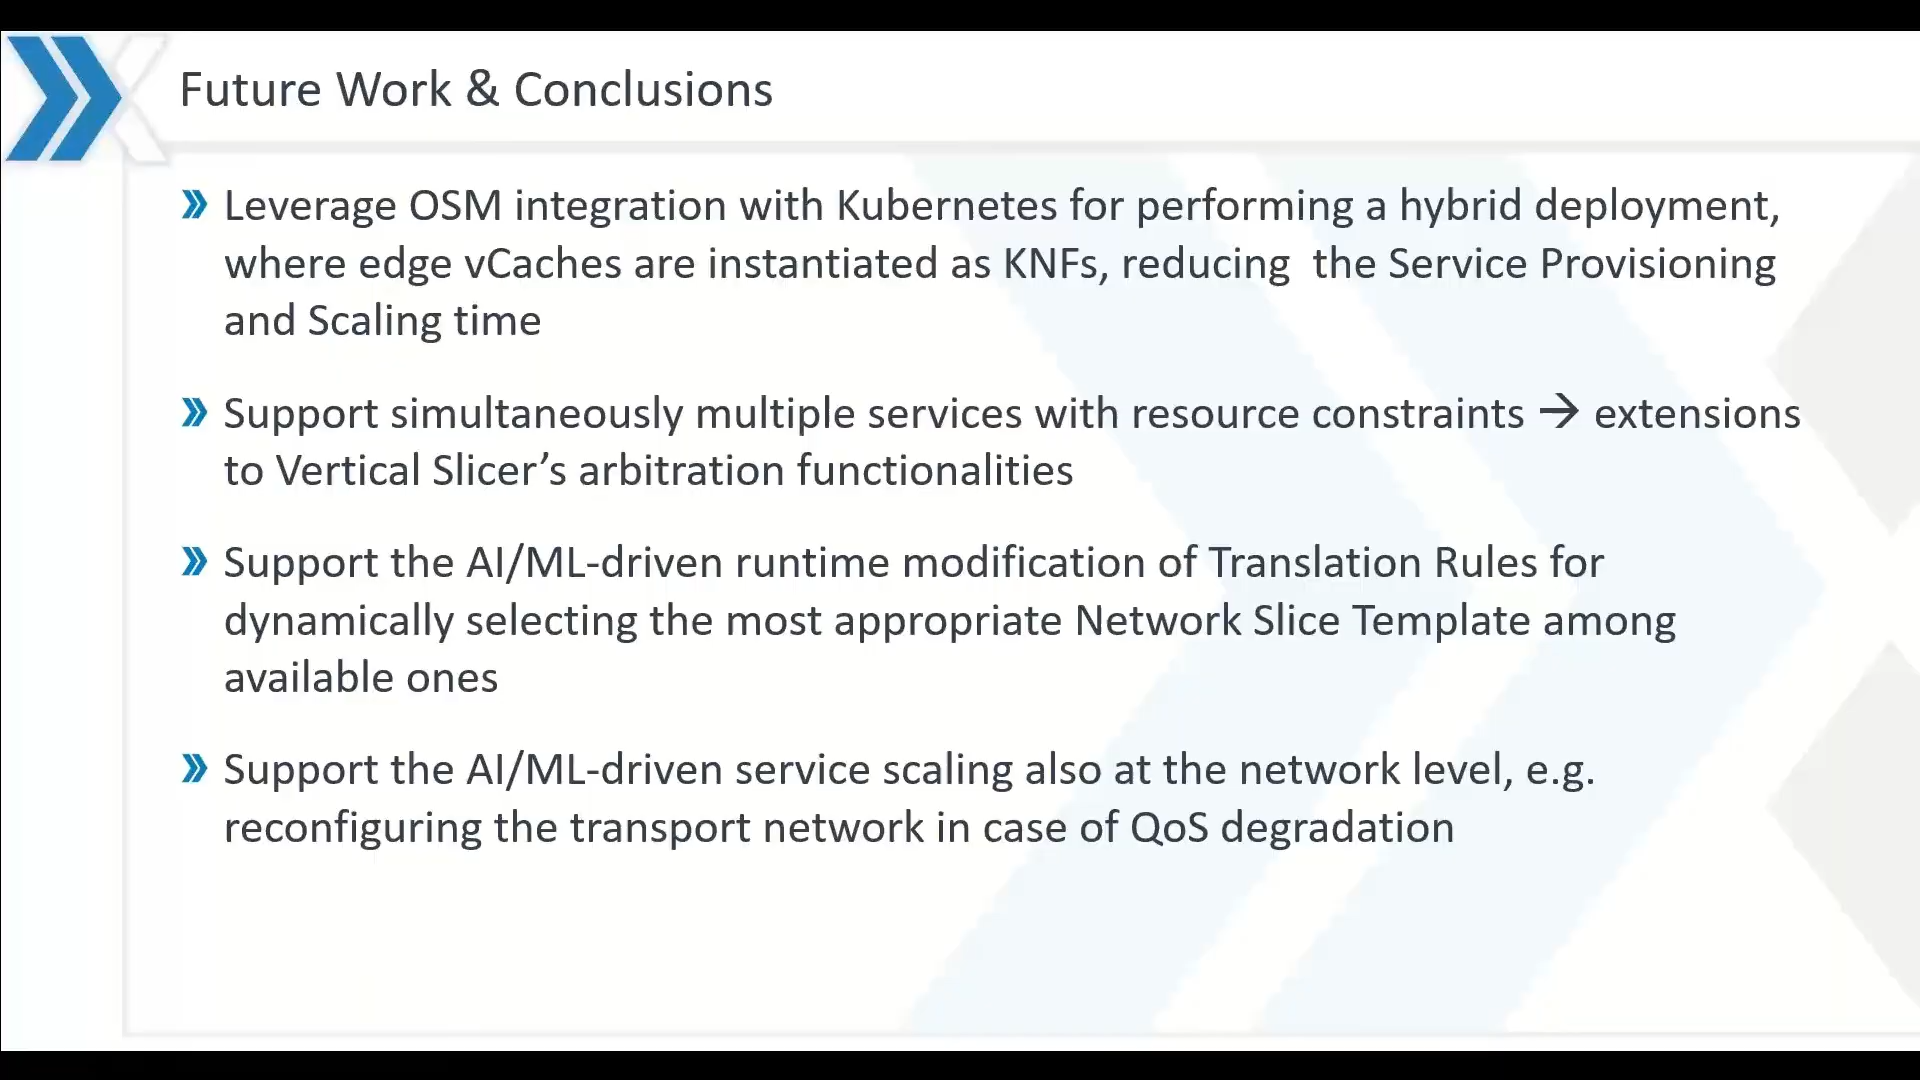 Future Work & Conclusions
Leverage OSM integration with Kubernetes for performing a hybrid deployment,
where edge vCaches are instantiated as KNFs, reducing  the Service Provisioning
and Scaling time
Support simultaneously multiple services with resource constraints → extensions
to Vertical Slicer’s arbitration functionalities
Support the AI/ML-driven runtime modification of Translation Rules for
dynamically selecting the most appropriate Network Slice Template among
available ones
Support the AI/ML-driven service scaling also at the network level, e.g.
reconfiguring the transport network in case of QoS degradation